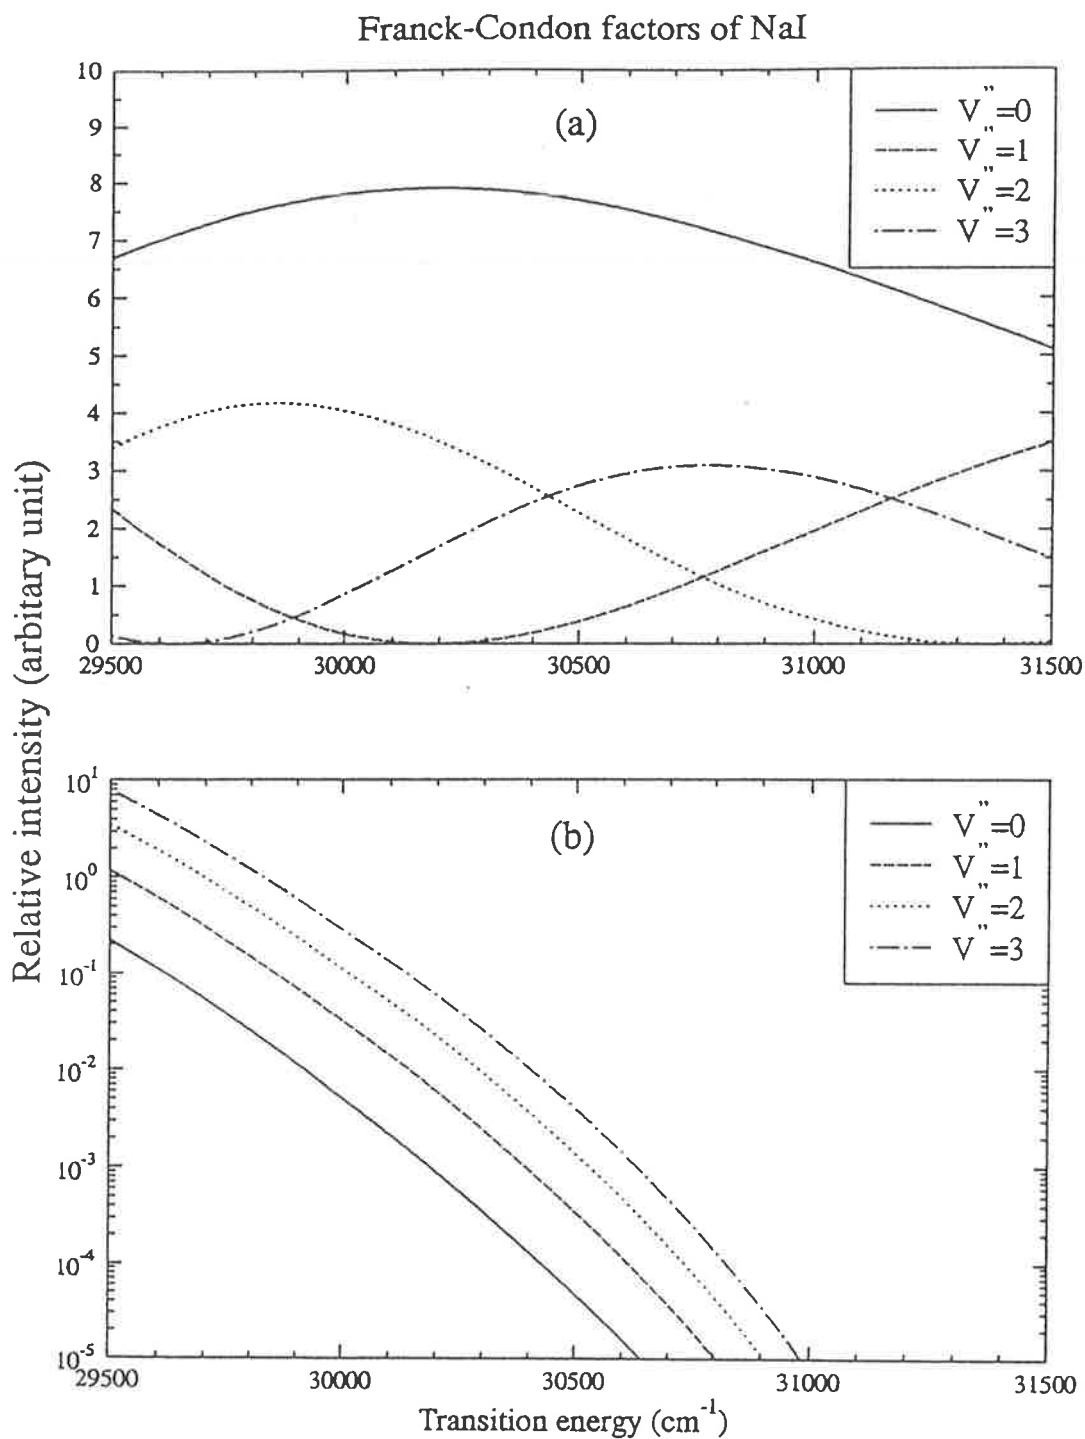 Franck-Condon factors of NaI
(a)
V"=0
V"=1
V"=2
V"=3
10
9
8
7
6
5
4
3
2
1
0
29500 30000 30500 31000 31500
Relative intensity (arbitary unit)
(b)
V"=0
V"=1
V"=2
V"=3
10^1
10^0
10^-1
10^-2
10^-3
10^-4
10^-5
29500 30000 30500 31000 31500
Transition energy (cm^-1)